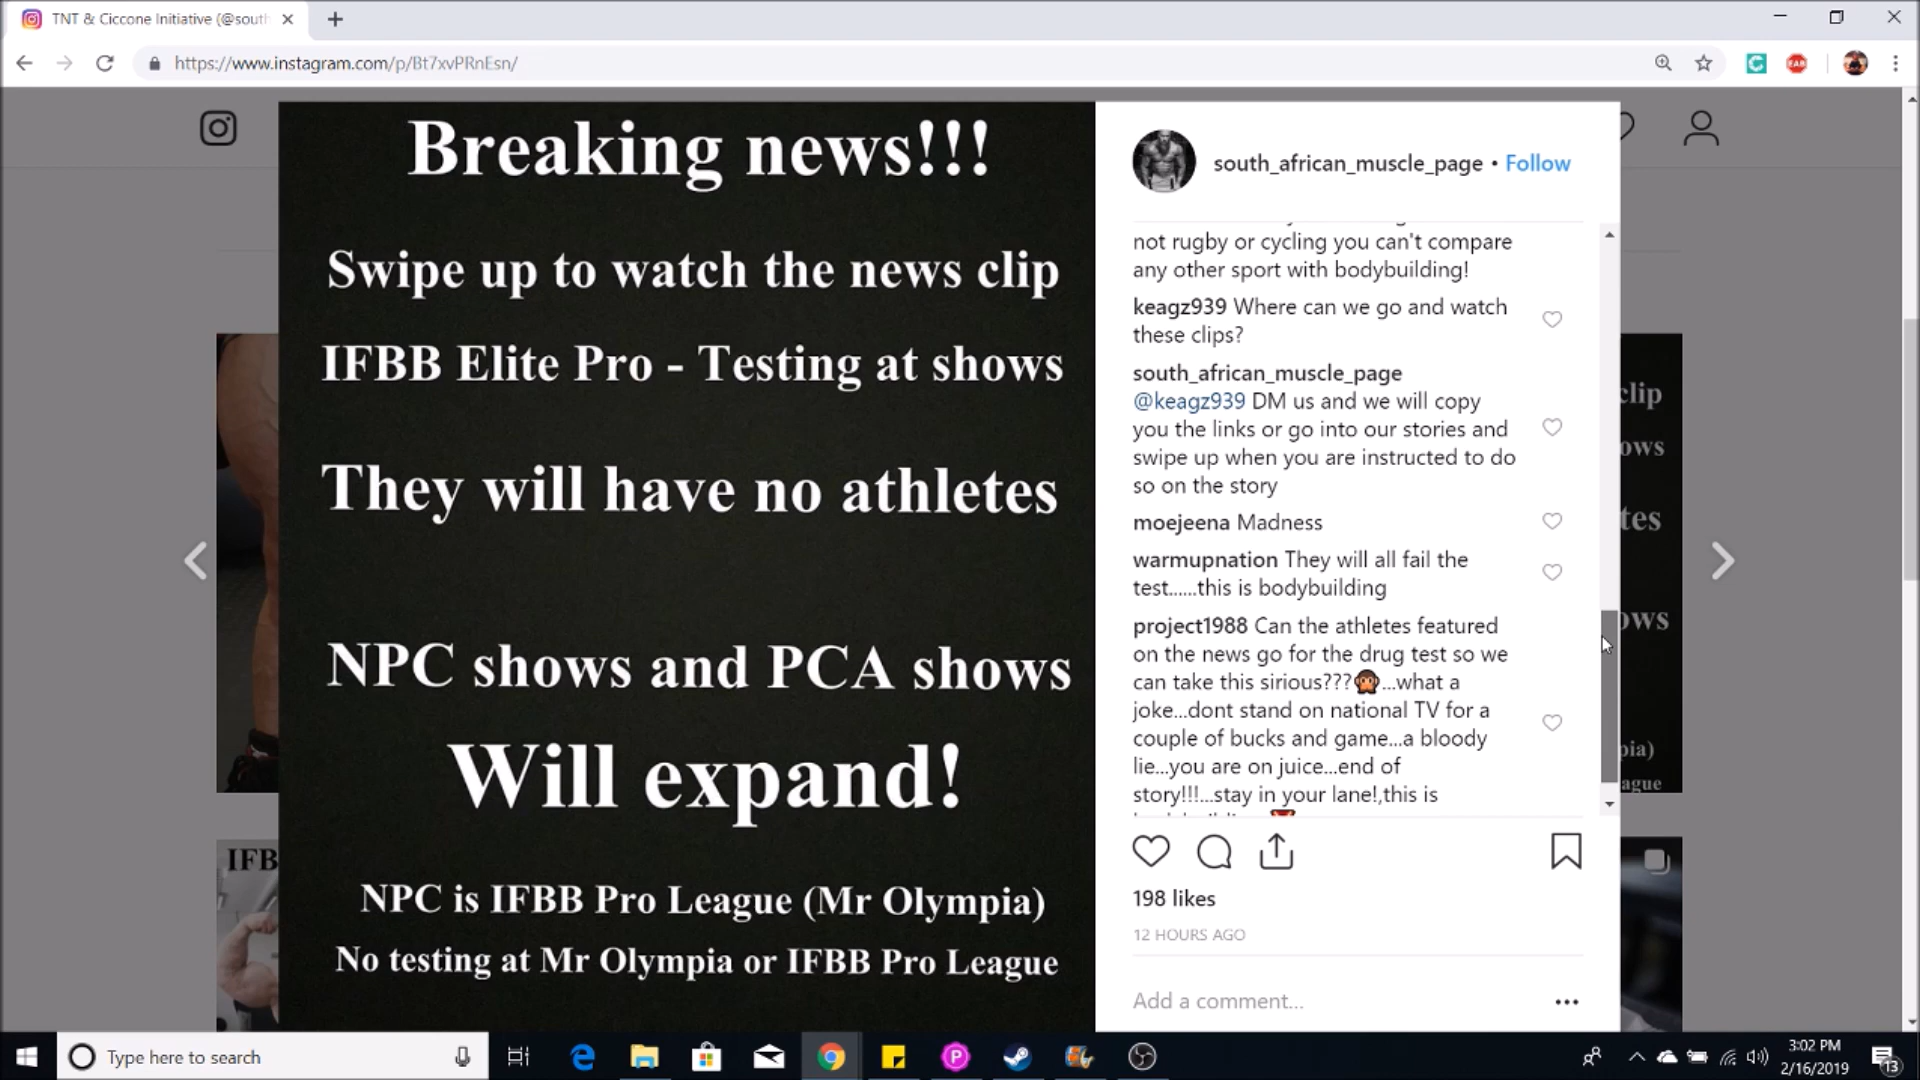 TNT & Ciccone Initiative (@south
https://www.instagram.com/p/Bt7xvPRnEsn/
Breaking news!!!
Swipe up to watch the news clip
IFBB Elite Pro - Testing at shows
They will have no athletes
NPC shows and PCA shows
Will expand!
NPC is IFBB Pro League (Mr Olympia)
No testing at Mr Olympia or IFBB Pro League
south_african_muscle_page • Follow
not rugby or cycling you can't compare
any other sport with bodybuilding!
keagz939 Where can we go and watch
these clips?
south_african_muscle_page
@keagz939 DM us and we will copy
you the links or go into our stories and
swipe up when you are instructed to do
so on the story
moejeena Madness
warmupnation They will all fail the
test......this is bodybuilding
project1988 Can the athletes featured
on the news go for the drug test so we
can take this sirious???🙊...what a
joke...dont stand on national TV for a
couple of bucks and game...a bloody
lie...you are on juice...end of
story!!!...stay in your lane!,this is
198 likes
12 HOURS AGO
Add a comment...
clip
ows
tes
ows
pia)
ague
IFB
Type here to search
3:02 PM
2/16/2019
13